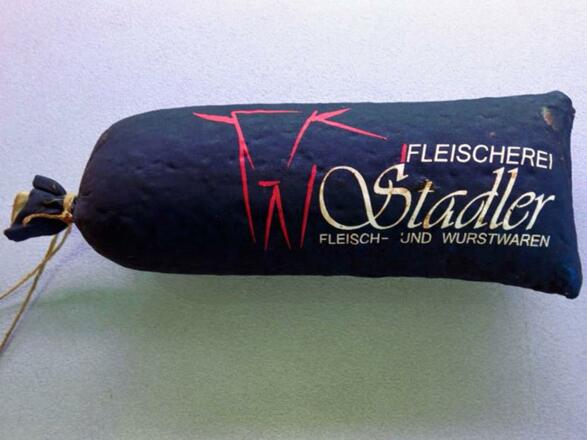 FLEISCHEREI
Stadler
FLEISCH- UND WURSTWAREN